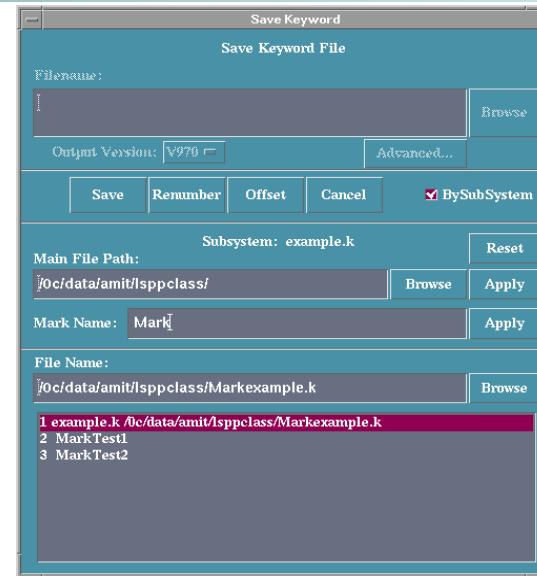 Save Keyword
Save Keyword File
Filename:
Browse
Output Version: V970 Advanced...
Save Renumber Offset Cancel BySubSystem
Subsystem: example.k Reset
Main File Path:
/0c/data/amit/lsppclass/ Browse Apply
Mark Name: Mark Apply
File Name:
/0c/data/amit/lsppclass/Markexample.k Browse
1 example.k /0c/data/amit/lsppclass/Markexample.k
2 MarkTest1
3 MarkTest2